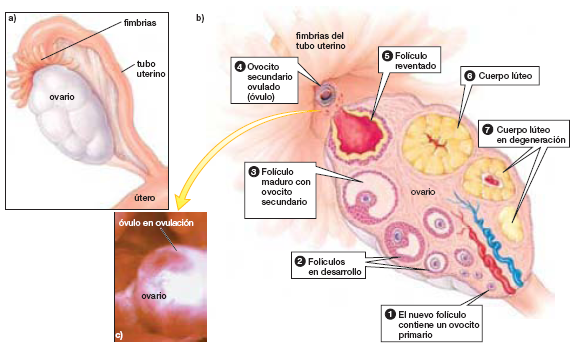 a)
fimbrias
tubo
uterino
ovario
útero
b)
fimbrias del
tubo uterino
4 Ovocito
secundario
ovulado
(óvulo)
5 Folículo
reventado
6 Cuerpo lúteo
7 Cuerpo lúteo
en degeneración
3 Folículo
maduro con
ovocito
secundario
ovario
2 Folículos
en desarrollo
1 El nuevo folículo
contiene un ovocito
primario
óvulo en ovulación
ovario
c)